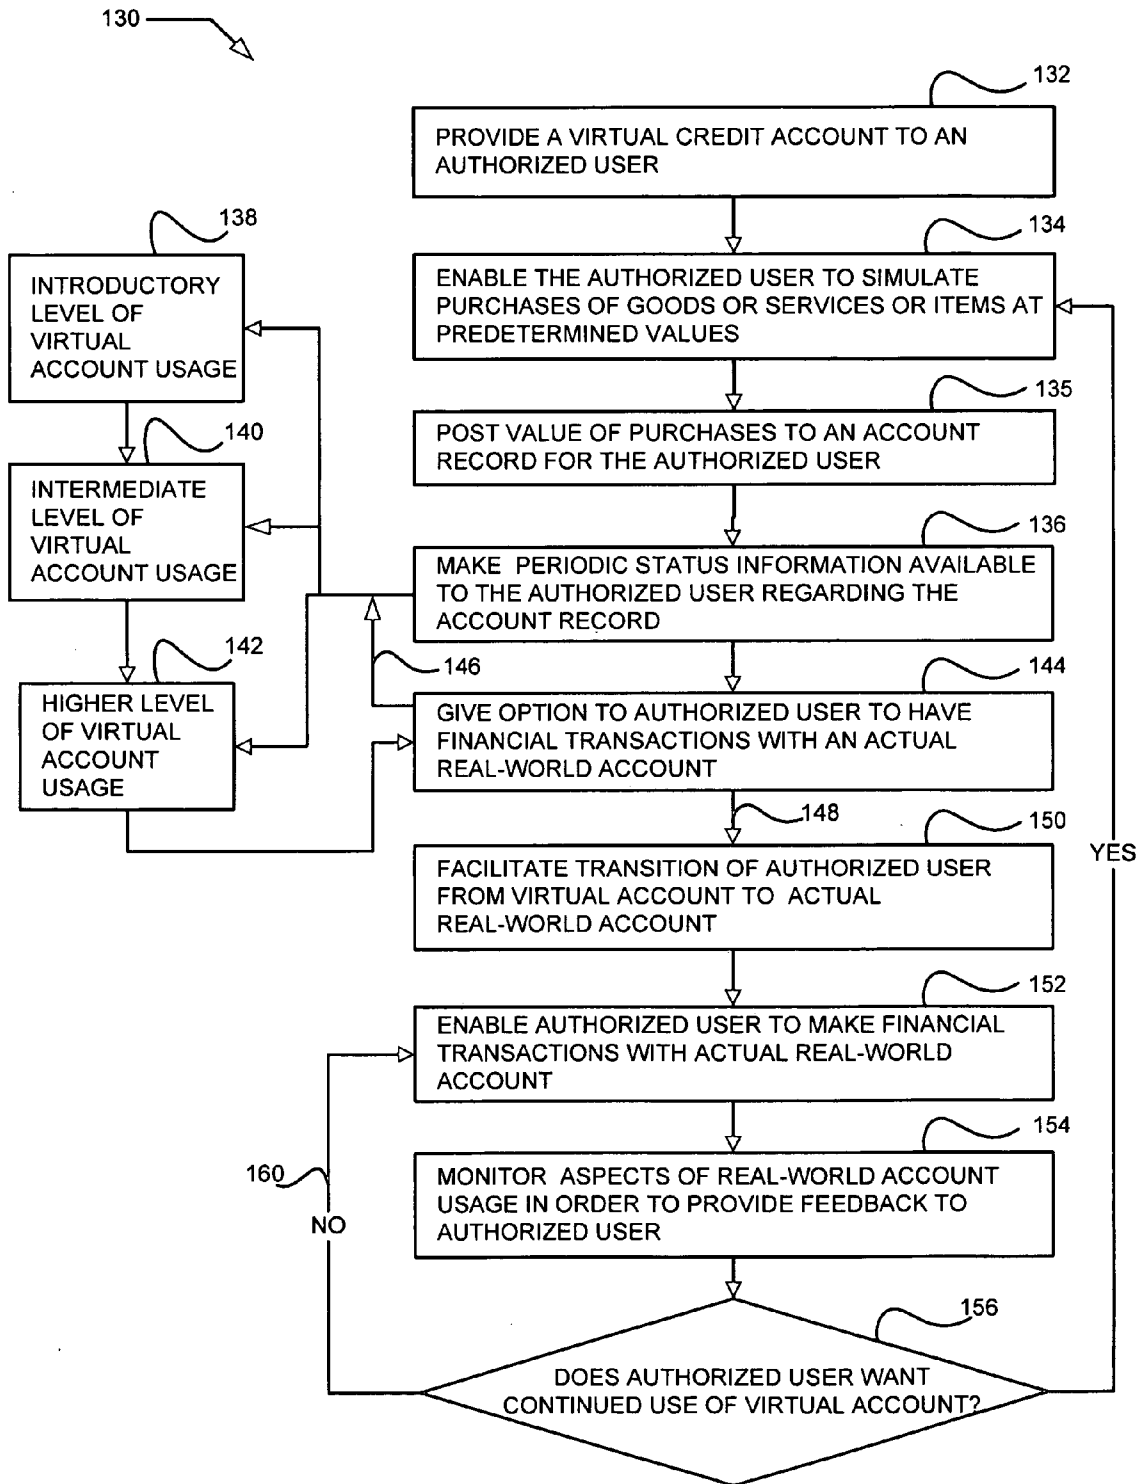 130
132
PROVIDE A VIRTUAL CREDIT ACCOUNT TO AN
AUTHORIZED USER
134
ENABLE THE AUTHORIZED USER TO SIMULATE
PURCHASES OF GOODS OR SERVICES OR ITEMS AT
PREDETERMINED VALUES
135
POST VALUE OF PURCHASES TO AN ACCOUNT
RECORD FOR THE AUTHORIZED USER
136
MAKE PERIODIC STATUS INFORMATION AVAILABLE
TO THE AUTHORIZED USER REGARDING THE
ACCOUNT RECORD
138
INTRODUCTORY
LEVEL OF
VIRTUAL
ACCOUNT USAGE
140
INTERMEDIATE
LEVEL OF
VIRTUAL
ACCOUNT USAGE
142
HIGHER LEVEL
OF VIRTUAL
ACCOUNT
USAGE
146
144
GIVE OPTION TO AUTHORIZED USER TO HAVE
FINANCIAL TRANSACTIONS WITH AN ACTUAL
REAL-WORLD ACCOUNT
148
150
FACILITATE TRANSITION OF AUTHORIZED USER
FROM VIRTUAL ACCOUNT TO ACTUAL
REAL-WORLD ACCOUNT
YES
152
ENABLE AUTHORIZED USER TO MAKE FINANCIAL
TRANSACTIONS WITH ACTUAL REAL-WORLD
ACCOUNT
154
MONITOR ASPECTS OF REAL-WORLD ACCOUNT
USAGE IN ORDER TO PROVIDE FEEDBACK TO
AUTHORIZED USER
160
NO
156
DOES AUTHORIZED USER WANT
CONTINUED USE OF VIRTUAL ACCOUNT?